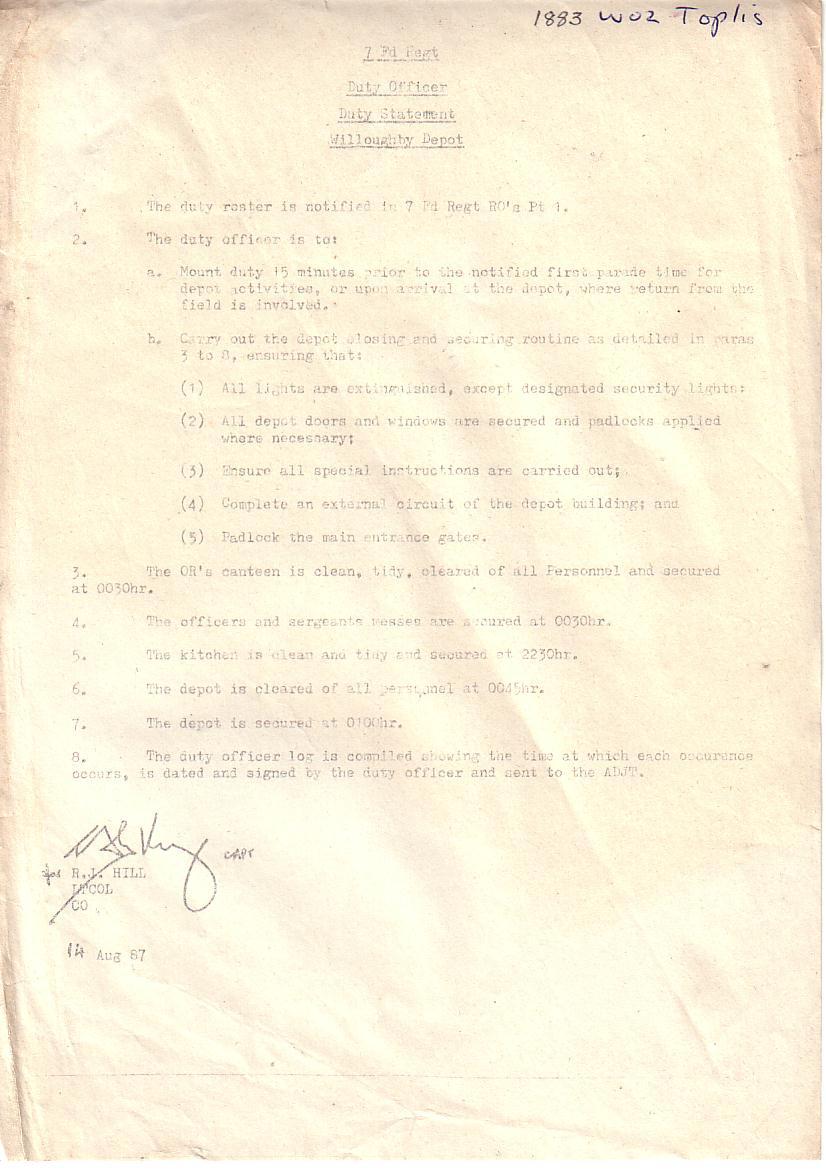 1883 WO2 Toplis
7 Fd Regt
Duty Officer
Duty Statement
Willoughby Depot
1. The duty roster is notified in 7 Fd Regt RO's Pt 1.
2. The duty officer is to:
a. Mount duty 15 minutes prior to the notified first parade time for
depot activities, or upon arrival at the depot, where return from the
field is involved.
b. Carry out the depot closing and securing routine as detailed in paras
3 to 8, ensuring that:
(1) All lights are extinguished, except designated security lights;
(2) All depot doors and windows are secured and padlocks applied
where necessary;
(3) Ensure all special instructions are carried out;
(4) Complete an external circuit of the depot building; and
(5) Padlock the main entrance gates.
3. The OR's canteen is clean, tidy, cleared of all Personnel and secured
at 0030hr.
4. The officers and sergeants messes are secured at 0030hr.
5. The kitchen is clean and tidy and secured at 2230hr.
6. The depot is cleared of all personnel at 0045hr.
7. The depot is secured at 0100hr.
8. The duty officer log is compiled showing the time at which each occurance
occurs, is dated and signed by the duty officer and sent to the ADJT.
CAPT
for R.J. HILL
LTCOL
CO
14 Aug 87